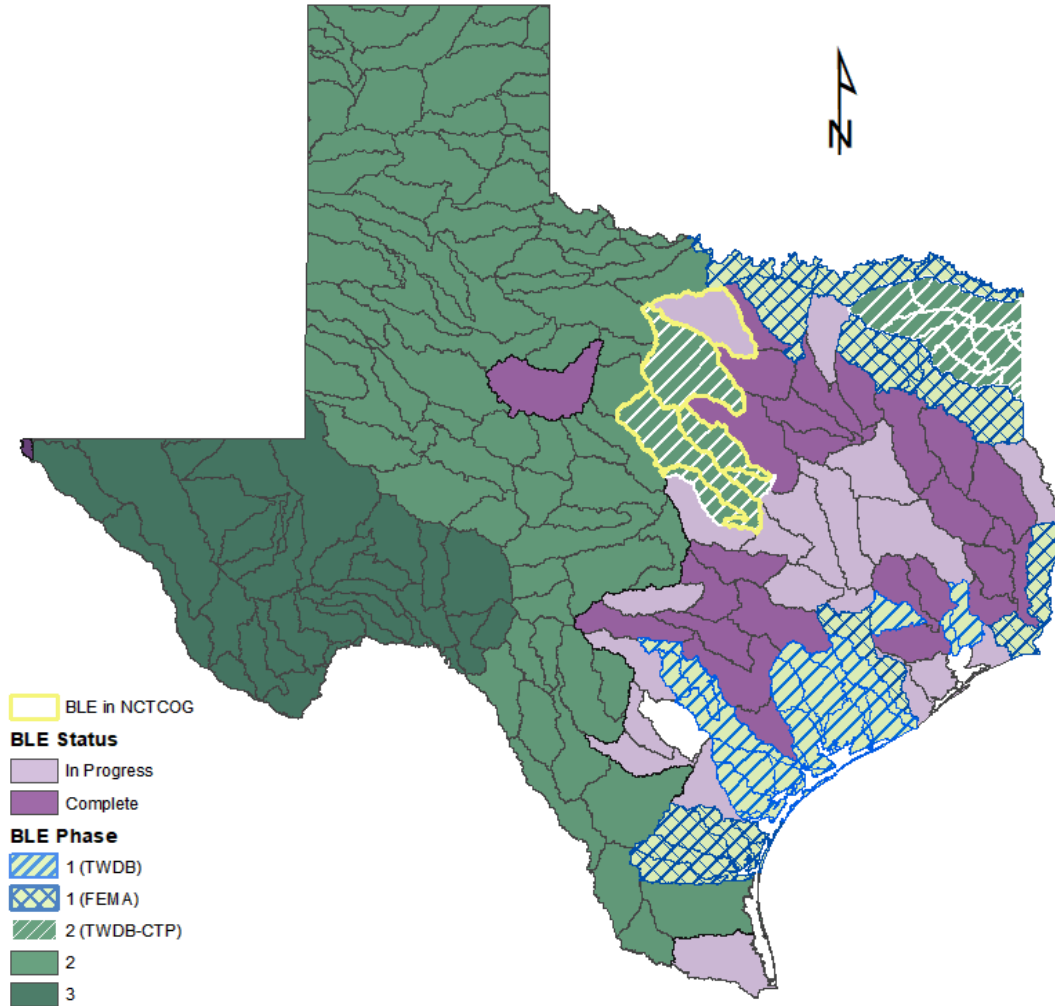 N
BLE in NCTCOG
BLE Status
In Progress
Complete
BLE Phase
1 (TWDB)
1 (FEMA)
2 (TWDB-CTP)
2
3